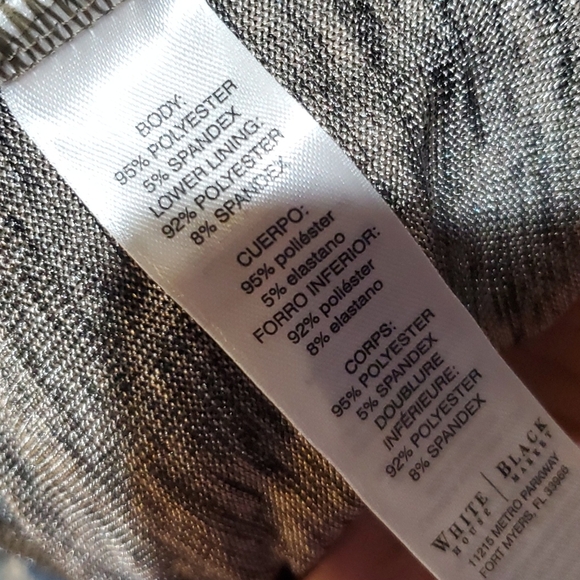 BODY:
95% POLYESTER
5% SPANDEX
LOWER LINING:
92% POLYESTER
8% SPANDEX
CUERPO:
95% poliéster
5% elastano
FORRO INFERIOR:
92% poliéster
8% elastano
CORPS:
95% POLYESTER
5% SPANDEX
DOUBLURE
INFÉRIEURE:
92% POLYESTER
8% SPANDEX
WHITE | BLACK
HOUSE | MARKET
11215 METRO PARKWAY
FORT MYERS, FL 33966